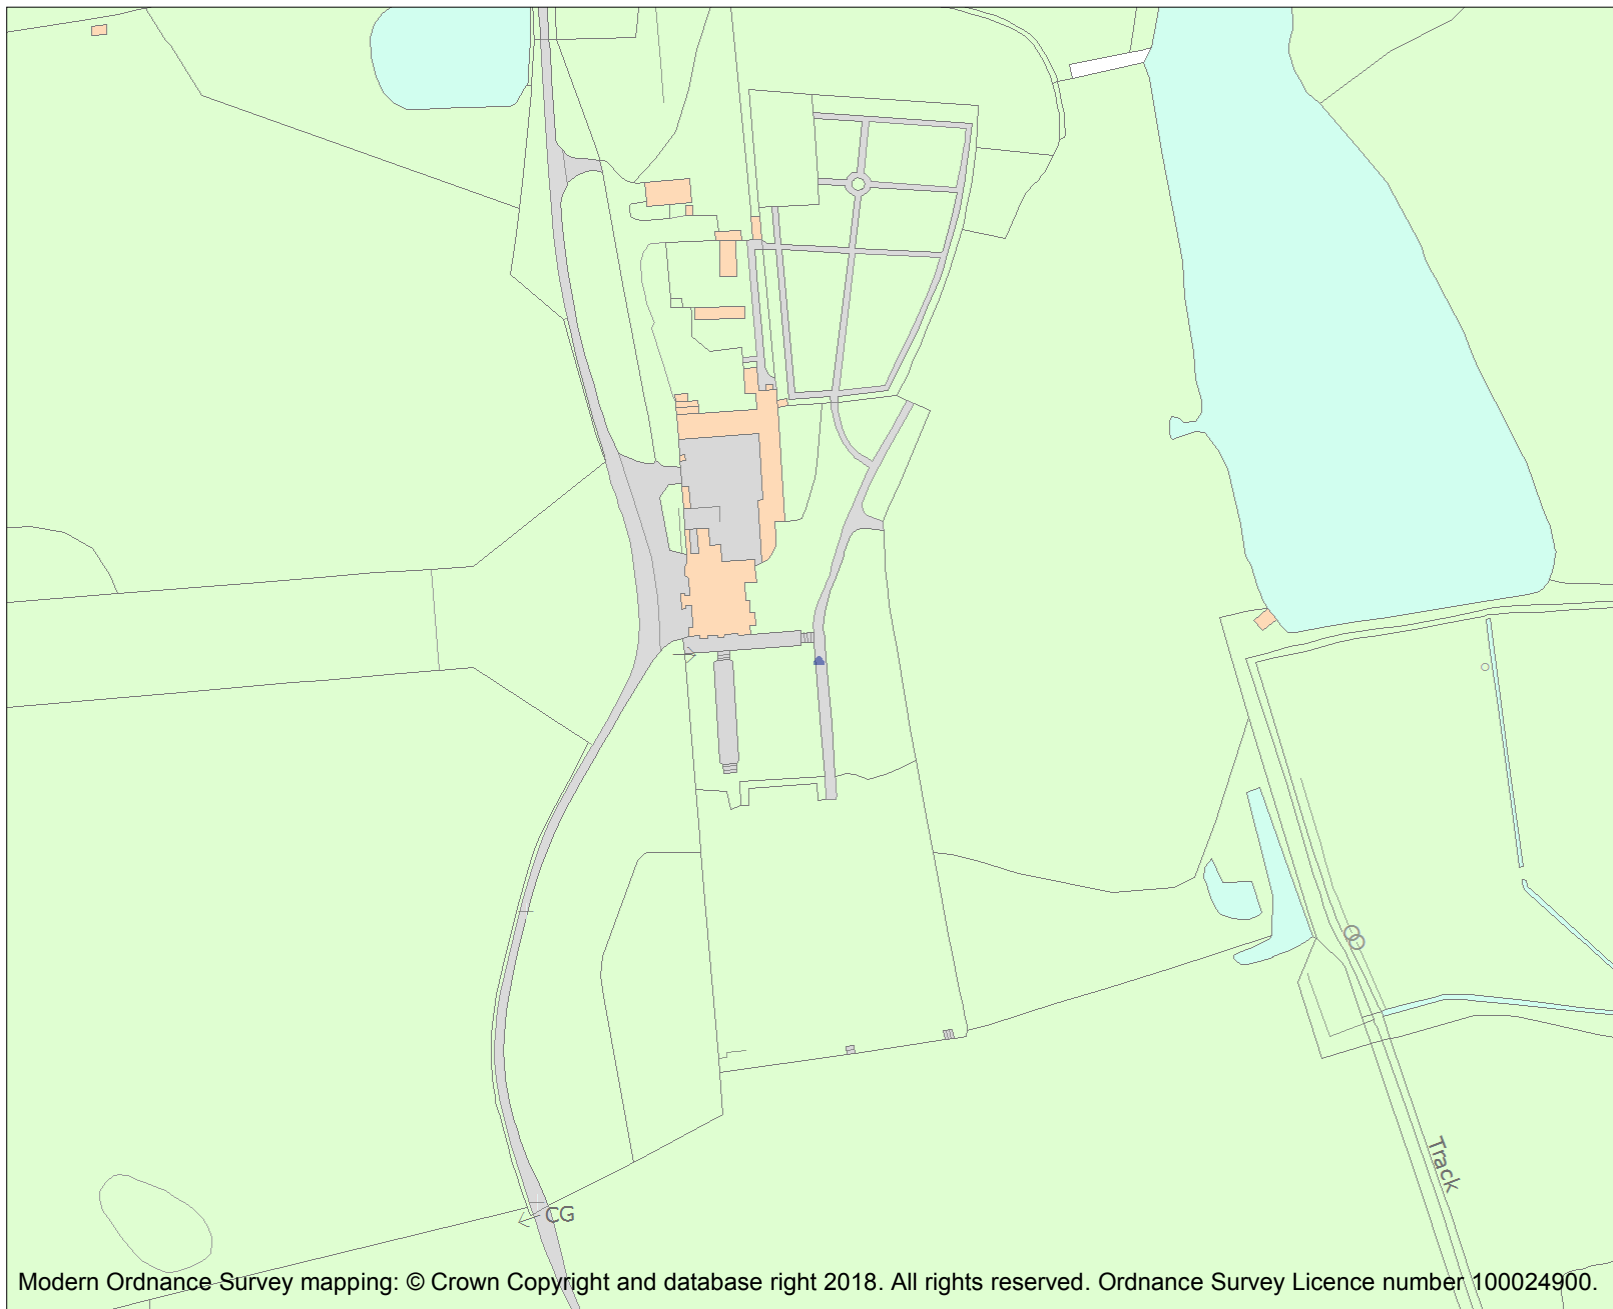 Track
CG
Modern Ordnance Survey mapping: © Crown Copyright and database right 2018. All rights reserved. Ordnance Survey Licence number 100024900.